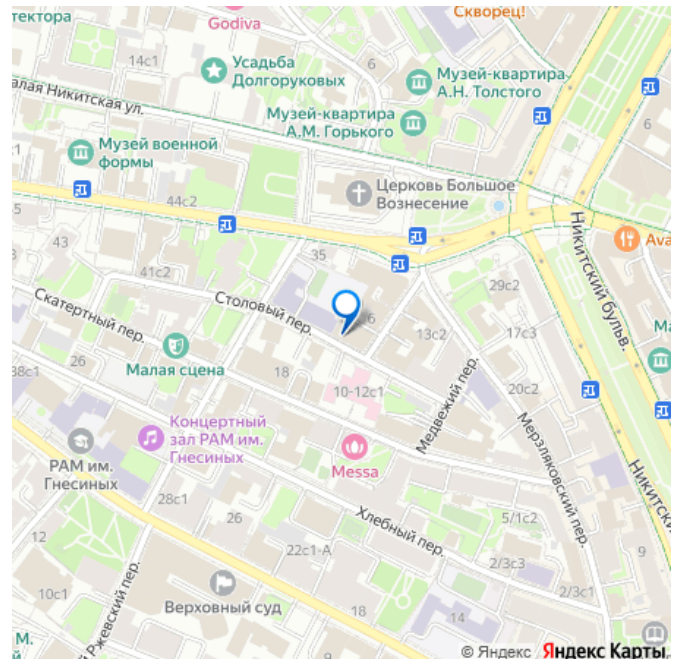 тектора
Godiva
Скворец!
14с1
Усадьба
Долгоруковых
6
Музей-квартира
А.Н. Толстого
алая Никитская ул.
Музей-квартира
А.М. Горького
6
Музей военной
формы
44с2
Церковь Большое
Вознесение
5
43
35
41с2
Ava
Никитский бульв.
29с2
Скатертный пер.
Столовый пер.
6
13с2
17с3
Ма
Малая сцена
26
18
38с1
10-12с1
Медвежий пер.
20с2
Концертный
зал РАМ им.
Гнесиных
РАМ им.
Гнесиных
Messa
Мерзляковский пер.
Никитский
28с1
26
Хлебный пер.
5/1с2
12
22с1-А
2/3с3
9
10с1
Верховный суд
18
14
2/3с1
й Ржевский пер.
М.
й
© Яндекс Яндекс Карты